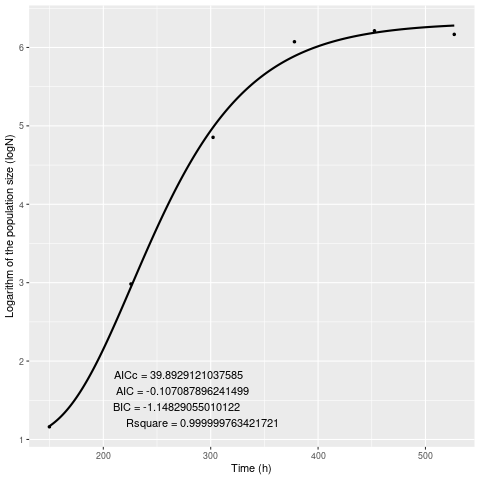 6
5
4
3
2
1
Logarithm of the population size (logN)
AICc = 39.8929121037585
AIC = -0.107087896241499
BIC = -1.14829055010122
Rsquare = 0.999999763421721
200
300
400
500
Time (h)